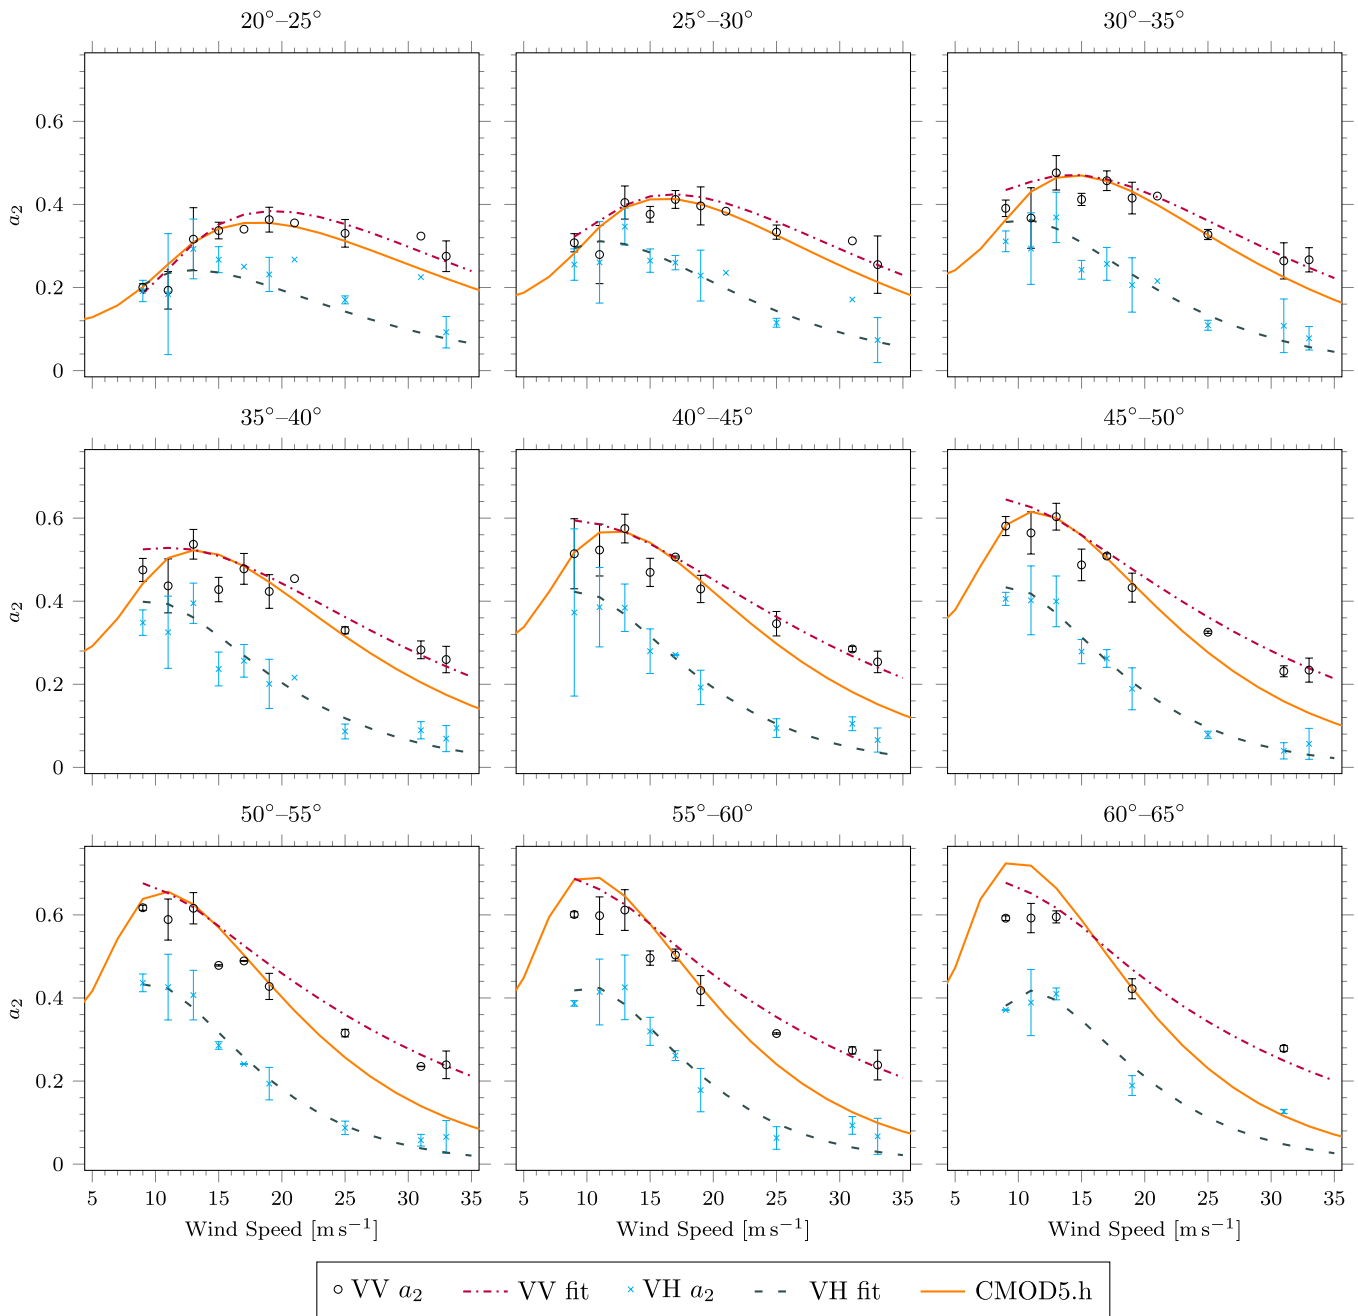 20°–25° 25°–30° 30°–35°
0.6
0.4
0.2
0
a₂
35°–40° 40°–45° 45°–50°
0.6
0.4
0.2
0
a₂
50°–55° 55°–60° 60°–65°
0.6
0.4
0.2
0
a₂
5 10 15 20 25 30 35 5 10 15 20 25 30 35 5 10 15 20 25 30 35
Wind Speed [m s⁻¹] Wind Speed [m s⁻¹] Wind Speed [m s⁻¹]
VV a₂ VV fit VH a₂ VH fit CMOD5.h